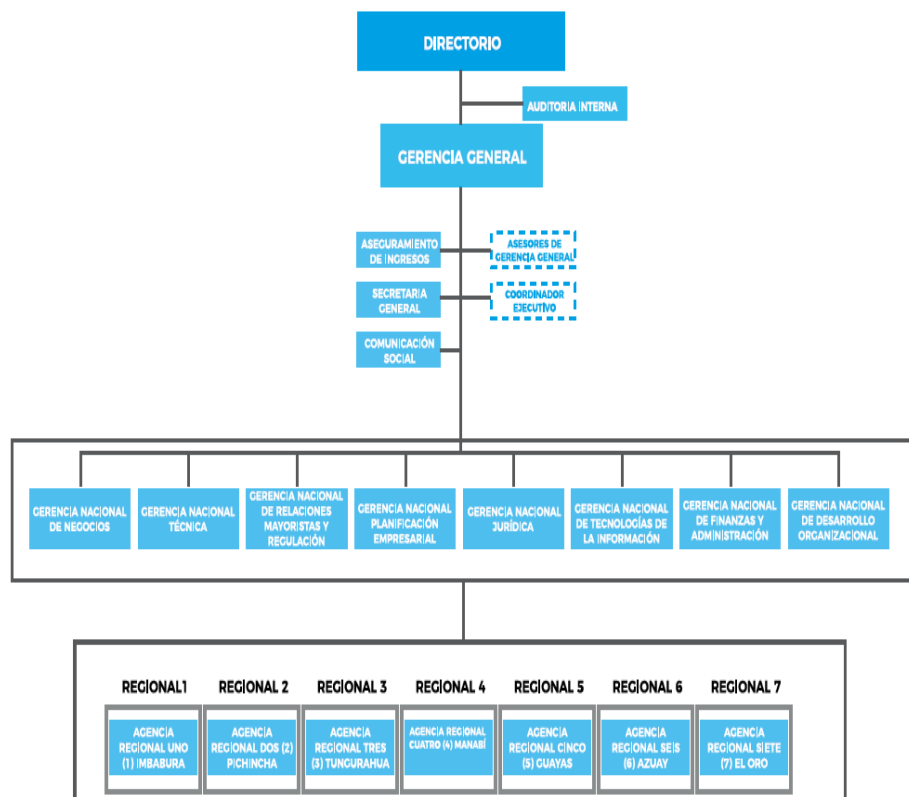 DIRECTORIO
AUDITORIA INTERNA
GERENCIA GENERAL
ASEGURAMIENTO
DE INGRESOS
ASESORES DE
GERENCIA GENERAL
SECRETARIA
GENERAL
COORDINADOR
EJECUTIVO
COMUNICACIÓN
SOCIAL
GERENCIA NACIONAL
DE NEGOCIOS
GERENCIA NACIONAL
TÉCNICA
GERENCIA NACIONAL
DE RELACIONES
MAYORISTAS Y
REGULACIÓN
GERENCIA NACIONAL
PLANIFICACIÓN
EMPRESARIAL
GERENCIA NACIONAL
JURÍDICA
GERENCIA NACIONAL
DE TECNOLOGÍAS DE
LA INFORMACIÓN
GERENCIA NACIONAL
DE FINANZAS Y
ADMINISTRACIÓN
GERENCIA NACIONAL
DE DESARROLLO
ORGANIZACIONAL
REGIONAL1
REGIONAL 2
REGIONAL 3
REGIONAL 4
REGIONAL 5
REGIONAL 6
REGIONAL 7
AGENCIA
REGIONAL UNO
(1) IMBABURA
AGENCIA
REGIONAL DOS (2)
PICHINCHA
AGENCIA
REGIONAL TRES
(3) TUNGURAHUA
AGENCIA REGIONAL
CUATRO (4) MANABÍ
AGENCIA
REGIONAL CINCO
(5) GUAYAS
AGENCIA
REGIONAL SEIS
(6) AZUAY
AGENCIA
REGIONAL SIETE
(7) EL ORO